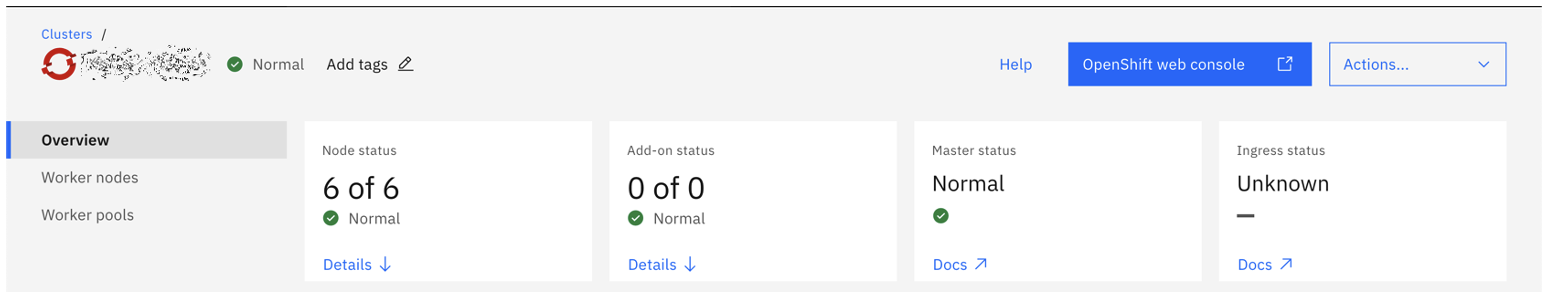 Clusters /
Normal Add tags
Help
OpenShift web console
Actions...
Overview
Worker nodes
Worker pools
Node status
6 of 6
Normal
Details
Add-on status
0 of 0
Normal
Details
Master status
Normal
Docs
Ingress status
Unknown
Docs